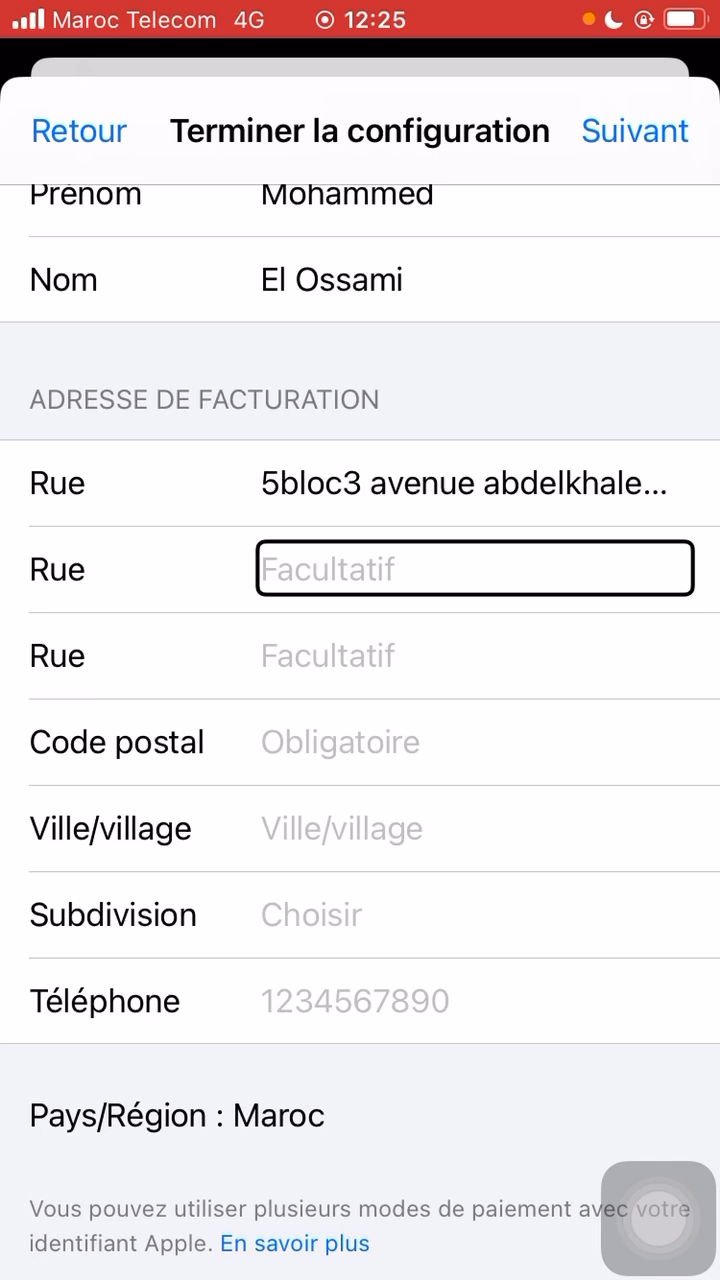 Maroc Telecom 4G 12:25
Retour Terminer la configuration Suivant
Prénom Mohammed
Nom El Ossami
ADRESSE DE FACTURATION
Rue 5bloc3 avenue abdelkhale...
Rue Facultatif
Rue Facultatif
Code postal Obligatoire
Ville/village Ville/village
Subdivision Choisir
Téléphone 1234567890
Pays/Région : Maroc
Vous pouvez utiliser plusieurs modes de paiement avec votre
identifiant Apple. En savoir plus